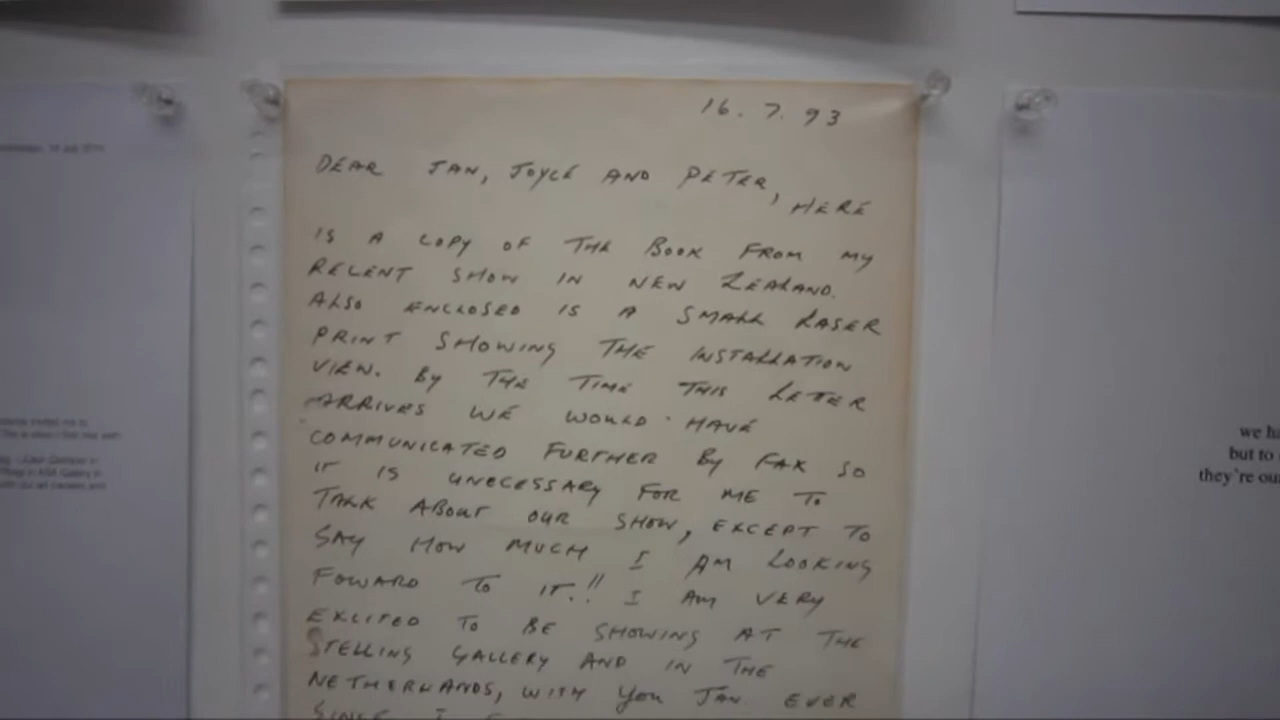 16. 7. 93
DEAR JAN, JOYCE AND PETER, HERE
IS A COPY OF THE BOOK FROM MY
RECENT SHOW IN NEW ZEALAND.
ALSO ENCLOSED IS A SMALL LASER
PRINT SHOWING THE INSTALLATION
VIEW. BY THE TIME THIS LETTER
ARRIVES WE WOULD HAVE
COMMUNICATED FURTHER BY FAX SO
IT IS UNECESSARY FOR ME TO
TALK ABOUT OUR SHOW, EXCEPT TO
SAY HOW MUCH I AM LOOKING
FOWARD TO IT.!! I AM VERY
EXCITED TO BE SHOWING AT THE
STELLING GALLERY AND IN THE
NETHERLANDS, WITH YOU JAN EVER
SINCE I
we ha
but to
they're ou